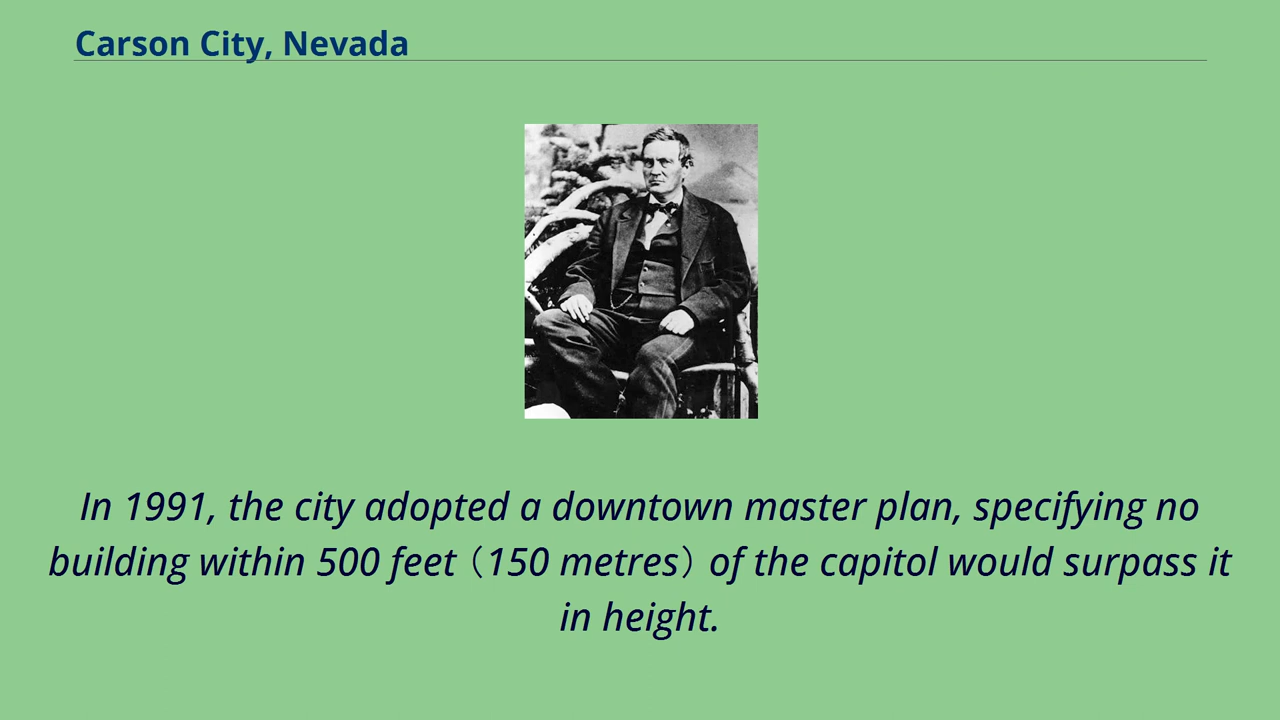 Carson City, Nevada
In 1991, the city adopted a downtown master plan, specifying no
building within 500 feet（150 metres）of the capitol would surpass it
in height.